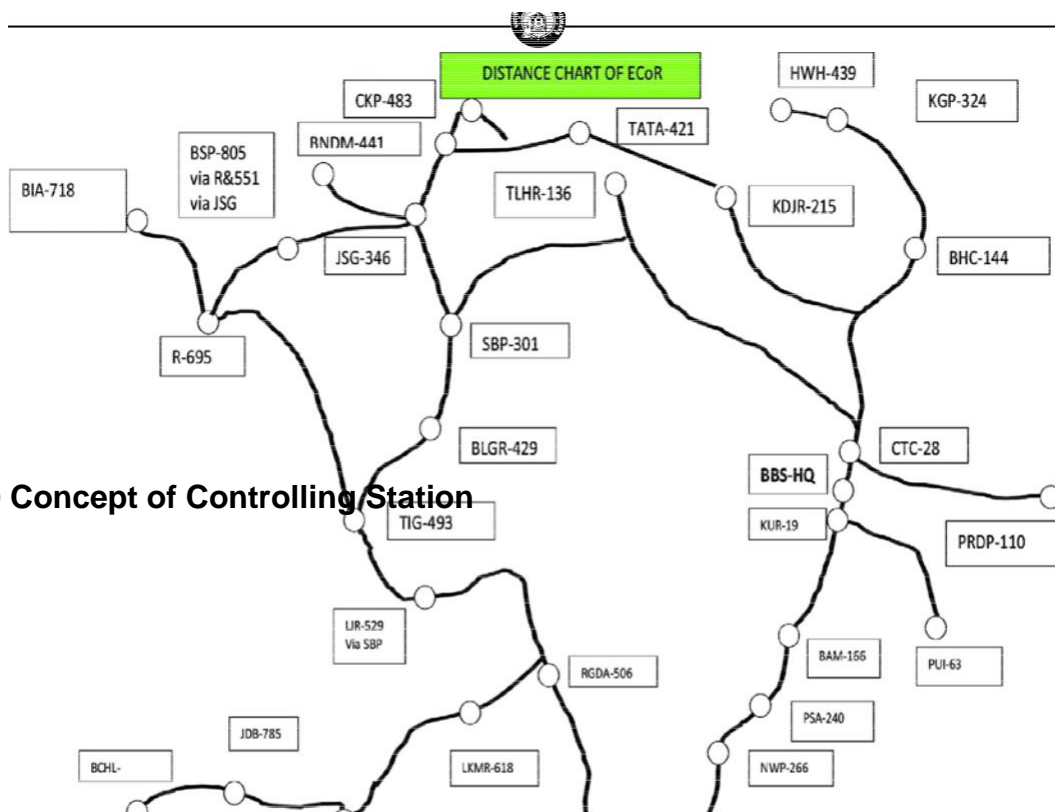 DISTANCE CHART OF ECoR
HWH-439
KGP-324
CKP-483
TATA-421
BNDM-441
BSP-805
via R&551
via JSG
BIA-718
TLHR-136
KDJR-215
JSG-346
BHC-144
R-695
SBP-301
BLGR-429
CTC-28
BBS-HQ
Concept of Controlling Station
TIG-493
KUR-19
PRDP-110
LJR-529
Via SBP
BAM-166
PUI-63
RGDA-506
PSA-240
JDB-785
BCHL-
LKMR-618
NWP-266